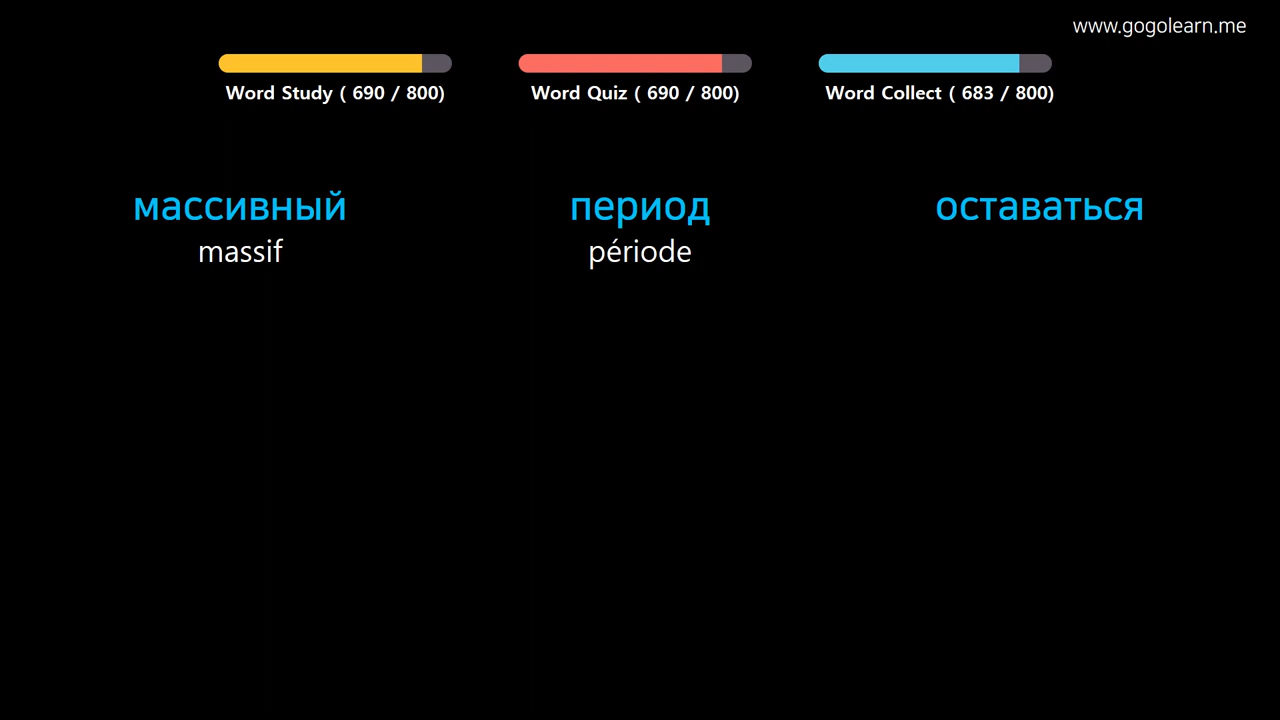 www.gogolearn.me
Word Study ( 690 / 800)
Word Quiz ( 690 / 800)
Word Collect ( 683 / 800)
массивный
massif
период
période
оставаться